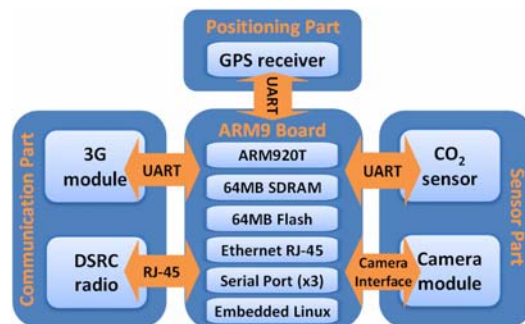 Positioning Part
GPS receiver
UART
Communication Part
3G
module
UART
DSRC
radio
RJ-45
ARM9 Board
ARM920T
64MB SDRAM
64MB Flash
Ethernet RJ-45
Serial Port (x3)
Embedded Linux
UART
CO₂
sensor
Camera
Interface
Camera
module
Sensor Part